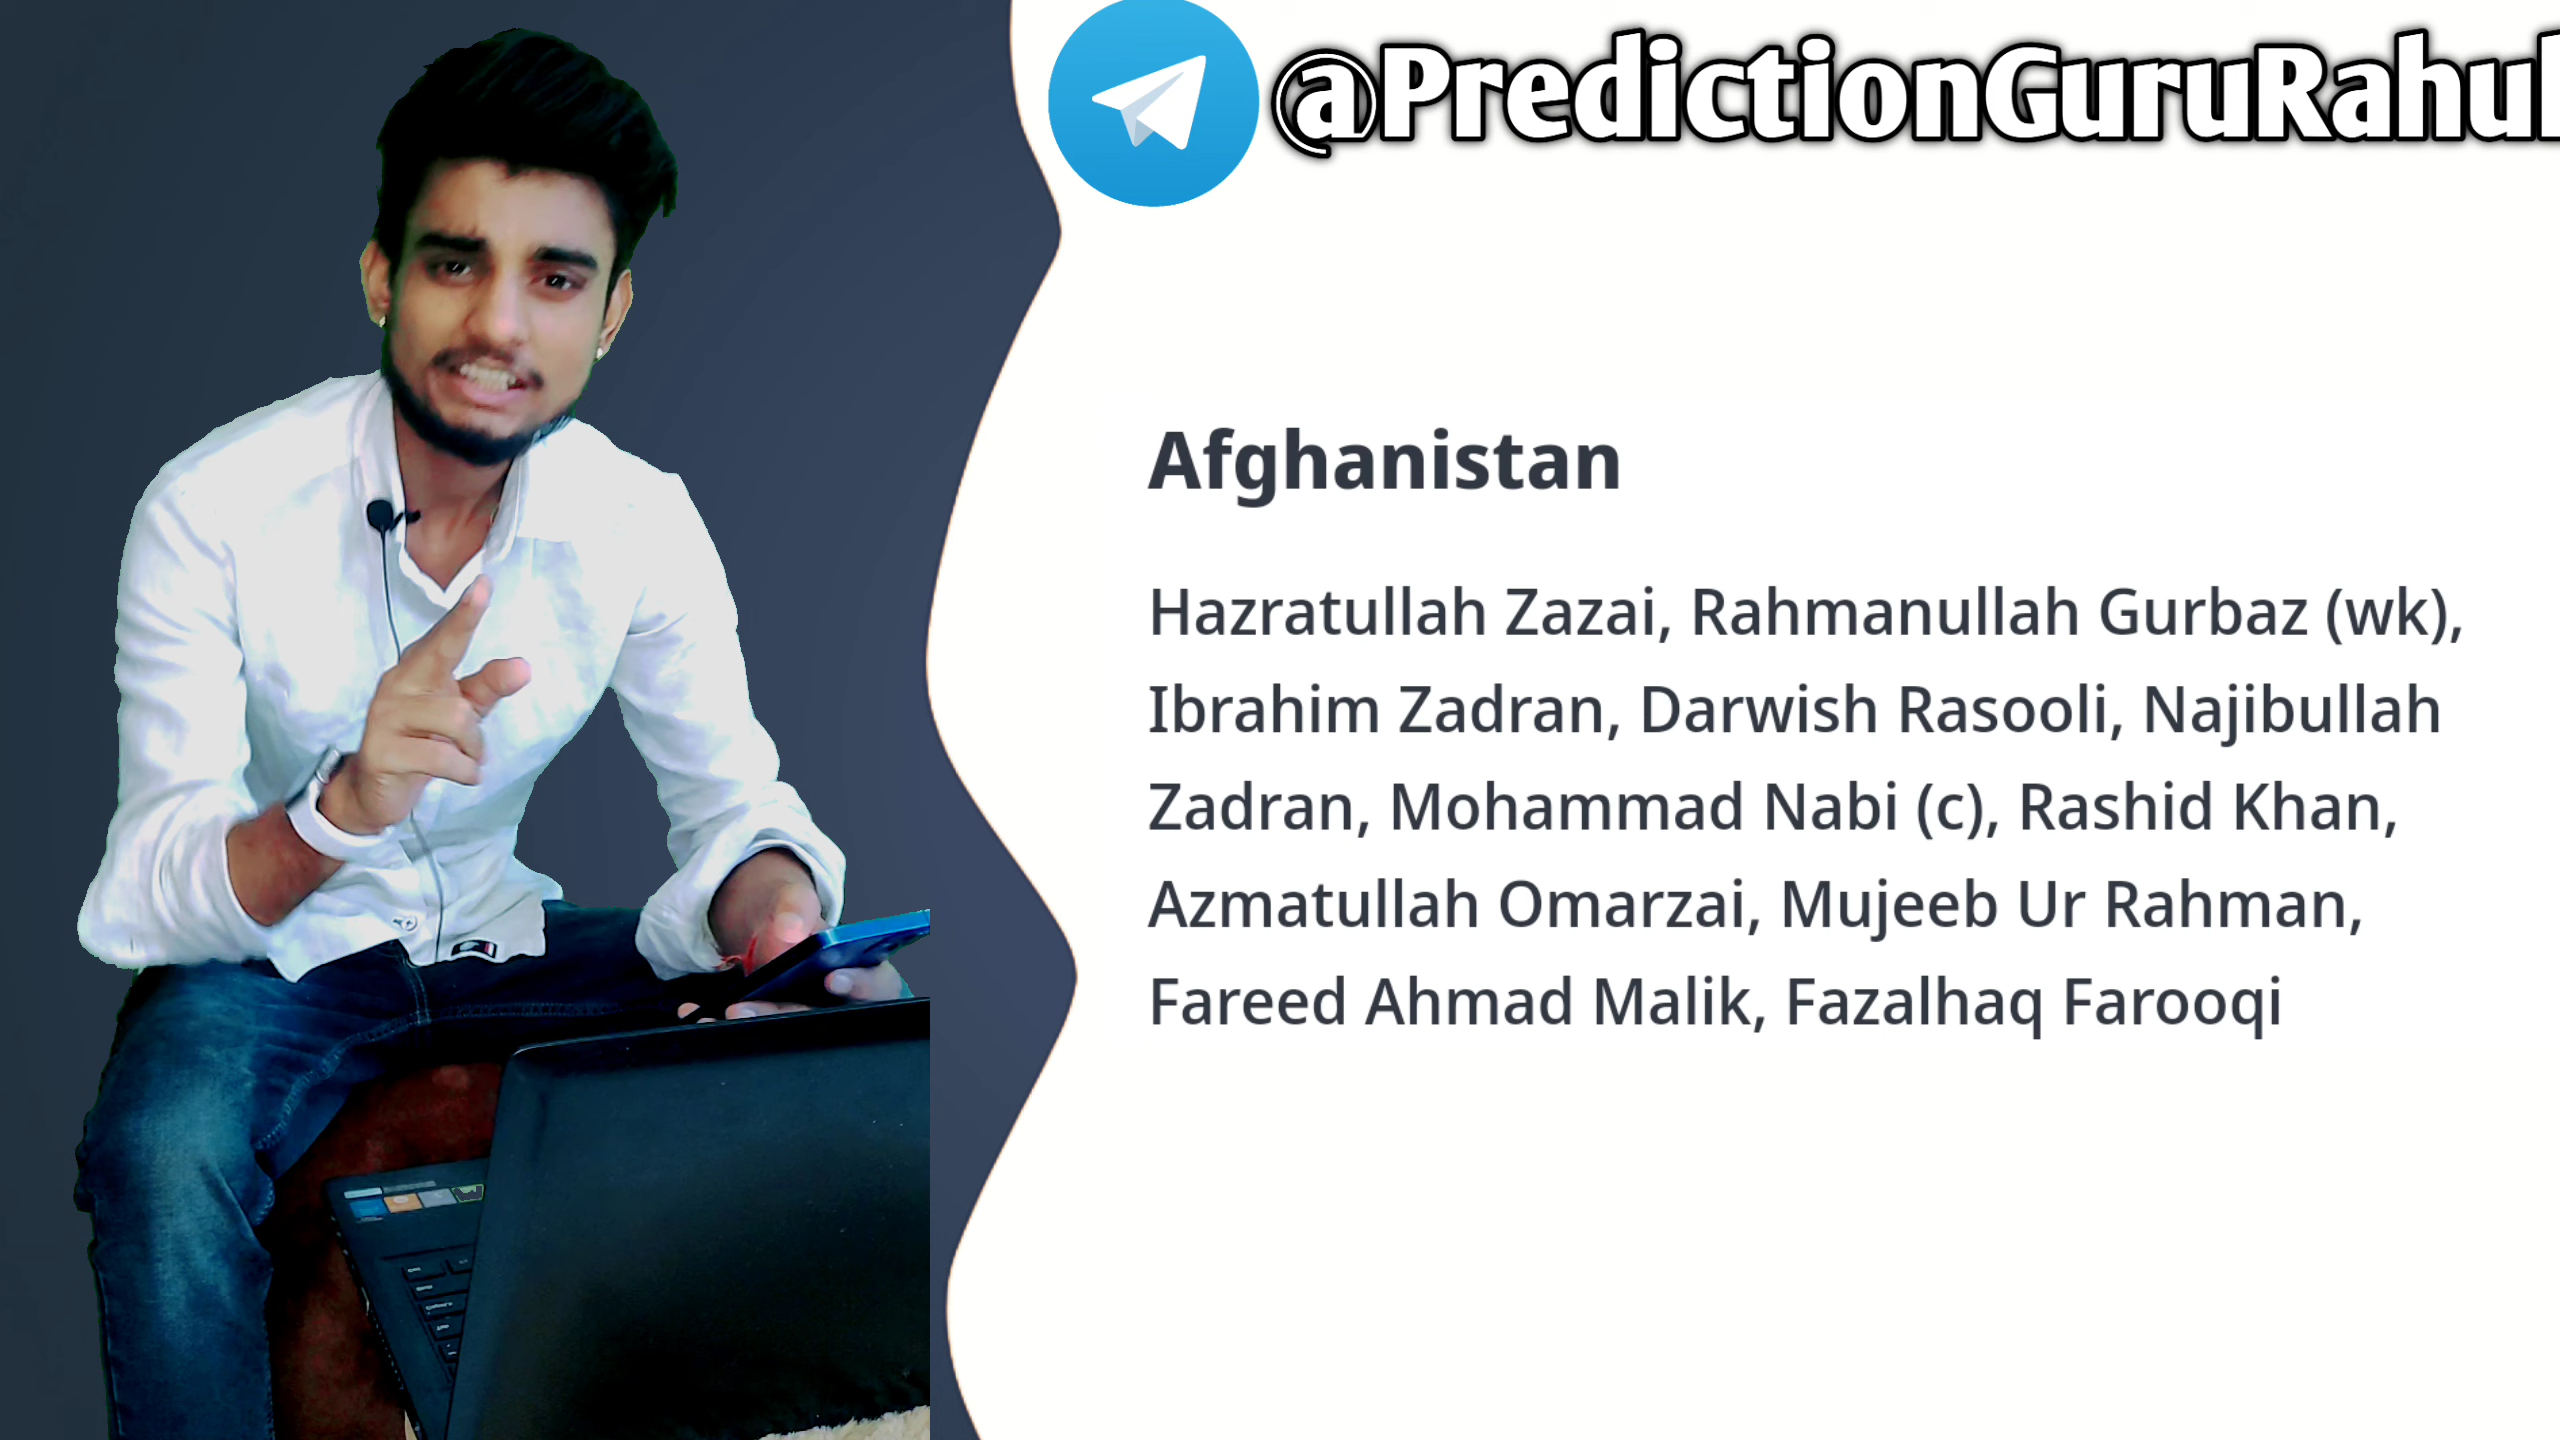 @PredictionGuruRahul
Afghanistan
Hazratullah Zazai, Rahmanullah Gurbaz (wk),
Ibrahim Zadran, Darwish Rasooli, Najibullah
Zadran, Mohammad Nabi (c), Rashid Khan,
Azmatullah Omarzai, Mujeeb Ur Rahman,
Fareed Ahmad Malik, Fazalhaq Farooqi